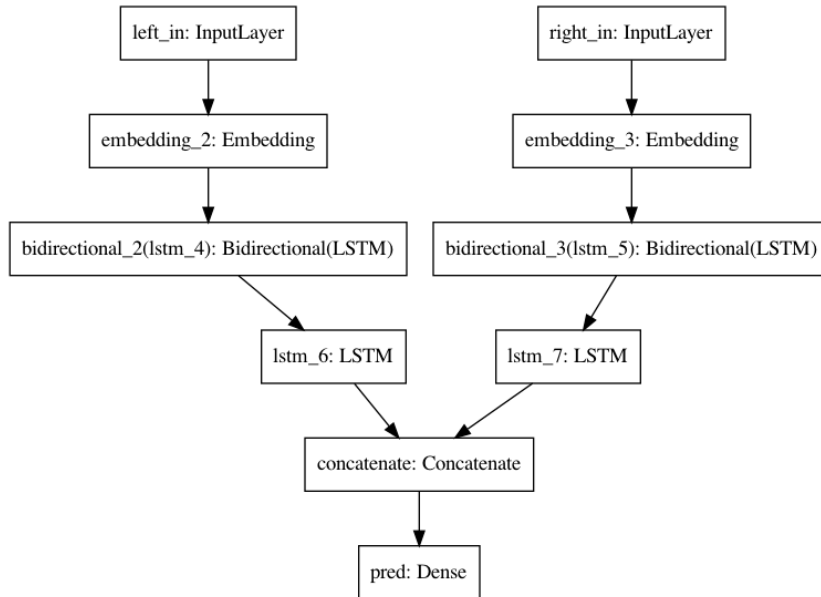 left_in: InputLayer
right_in: InputLayer
embedding_2: Embedding
embedding_3: Embedding
bidirectional_2(lstm_4): Bidirectional(LSTM)
bidirectional_3(lstm_5): Bidirectional(LSTM)
lstm_6: LSTM
lstm_7: LSTM
concatenate: Concatenate
pred: Dense